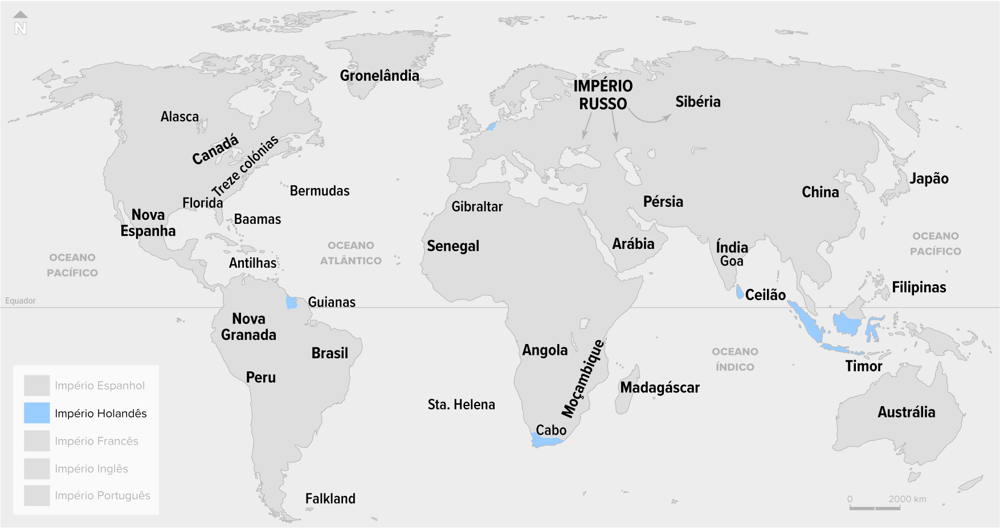 N
Gronelândia
IMPÉRIO
RUSSO
Sibéria
Alasca
Canadá
Treze colónias
Bermudas
Florida
Baamas
Nova
Espanha
Gibraltar
Pérsia
China
Japão
OCEANO
PACÍFICO
Antilhas
OCEANO
ATLÂNTICO
Senegal
Arábia
Índia
Goa
OCEANO
PACÍFICO
Filipinas
Ceilão
Equador
Guianas
Nova
Granada
Brasil
Peru
Angola
Moçambique
OCEANO
ÍNDICO
Timor
Madagáscar
Sta. Helena
Cabo
Austrália
Falkland
Império Espanhol
Império Holandês
Império Francês
Império Inglês
Império Português
0 2000 km